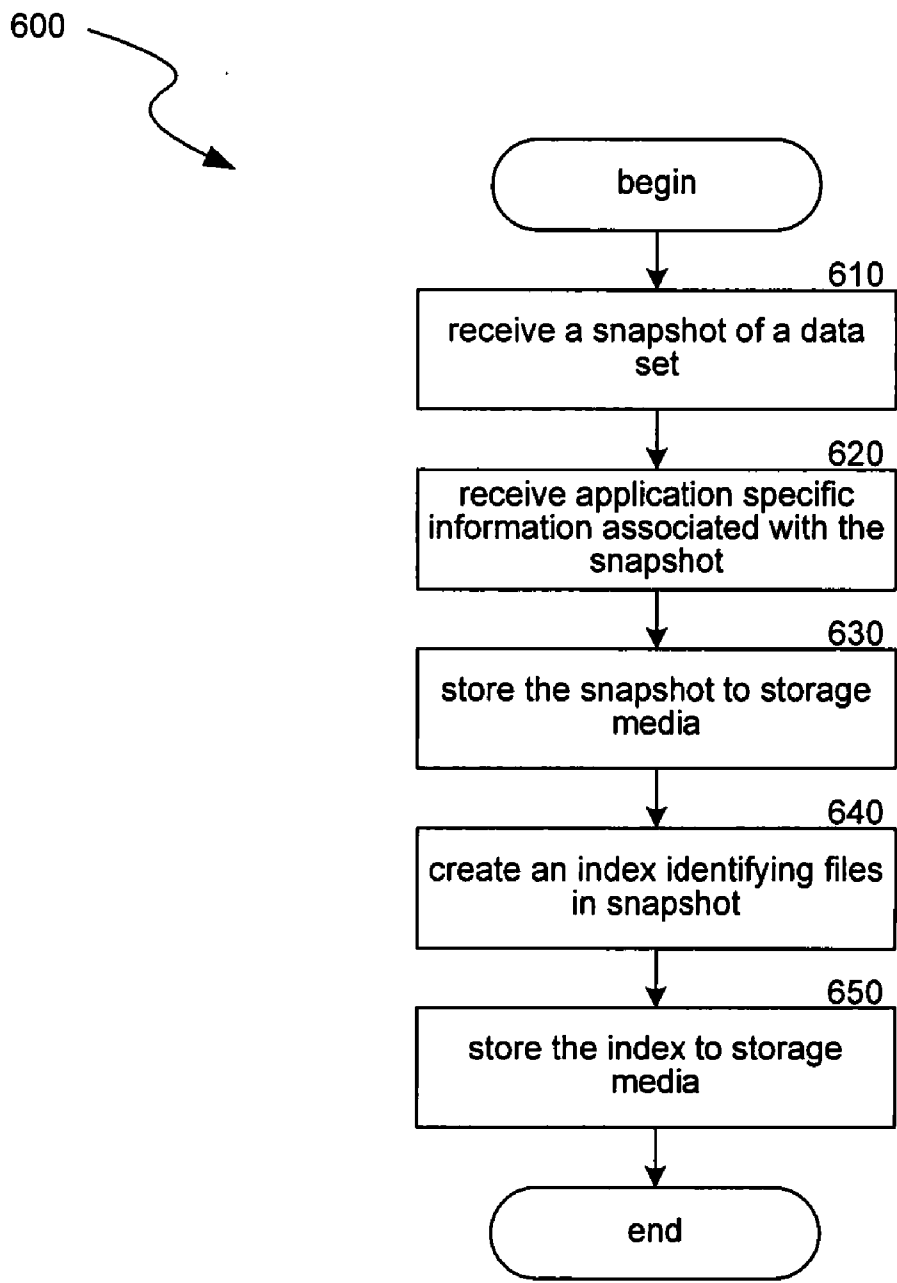 600
begin
610
receive a snapshot of a data
set
620
receive application specific
information associated with the
snapshot
630
store the snapshot to storage
media
640
create an index identifying files
in snapshot
650
store the index to storage
media
end